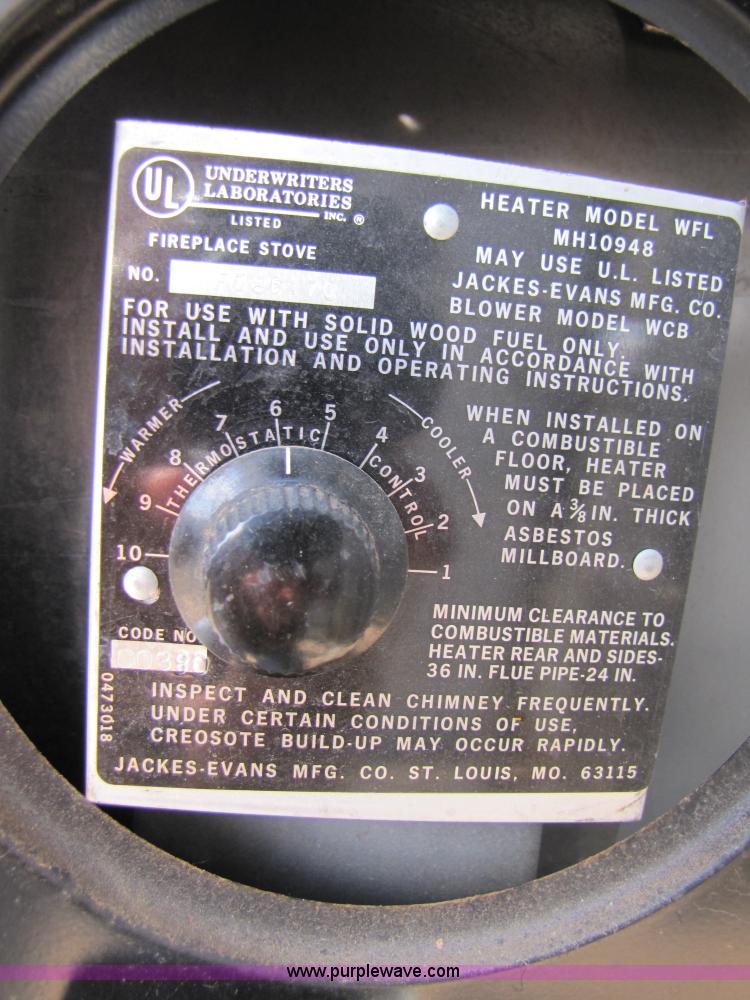 UL UNDERWRITERS
LABORATORIES
INC. ®
LISTED
FIREPLACE STOVE
NO.
HEATER MODEL WFL
MH10948
MAY USE U.L. LISTED
JACKES-EVANS MFG. CO.
BLOWER MODEL WCB
FOR USE WITH SOLID WOOD FUEL ONLY.
INSTALL AND USE ONLY IN ACCORDANCE WITH
INSTALLATION AND OPERATING INSTRUCTIONS.
WARMER
COOLER
THERMOSTATIC CONTROL
10 9 8 7 6 5 4 3 2 1
WHEN INSTALLED ON
A COMBUSTIBLE
FLOOR, HEATER
MUST BE PLACED
ON A 3/8 IN. THICK
ASBESTOS
MILLBOARD.
MINIMUM CLEARANCE TO
COMBUSTIBLE MATERIALS.
HEATER REAR AND SIDES-
36 IN. FLUE PIPE-24 IN.
CODE NO
0473018
INSPECT AND CLEAN CHIMNEY FREQUENTLY.
UNDER CERTAIN CONDITIONS OF USE,
CREOSOTE BUILD-UP MAY OCCUR RAPIDLY.
JACKES-EVANS MFG. CO. ST. LOUIS, MO. 63115
www.purplewave.com